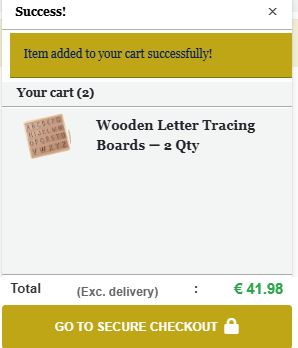 Success! ×
Item added to your cart successfully!
Your cart (2)
Wooden Letter Tracing
Boards — 2 Qty
Total (Exc. delivery) : € 41.98
GO TO SECURE CHECKOUT